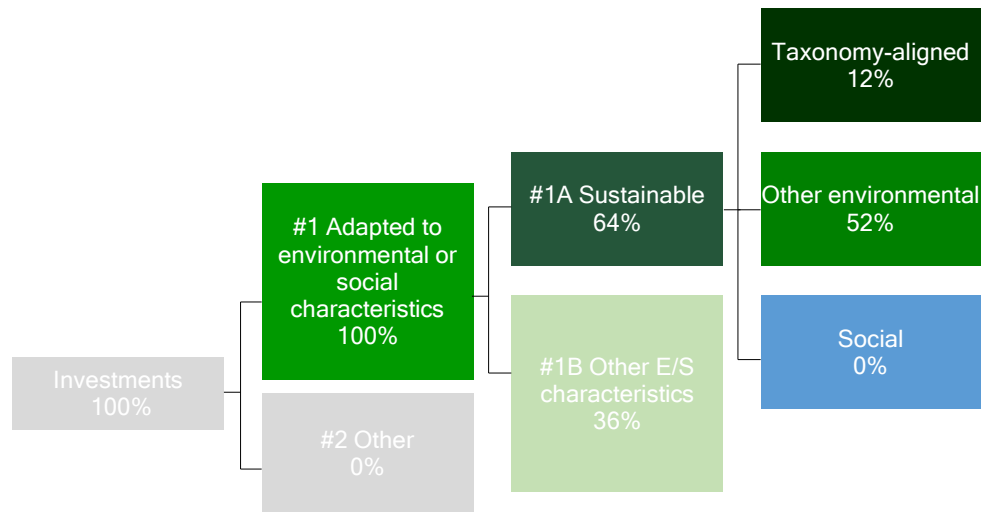 Investments
100%
#1 Adapted to
environmental or
social
characteristics
100%
#2 Other
0%
#1A Sustainable
64%
#1B Other E/S
characteristics
36%
Taxonomy-aligned
12%
Other environmental
52%
Social
0%